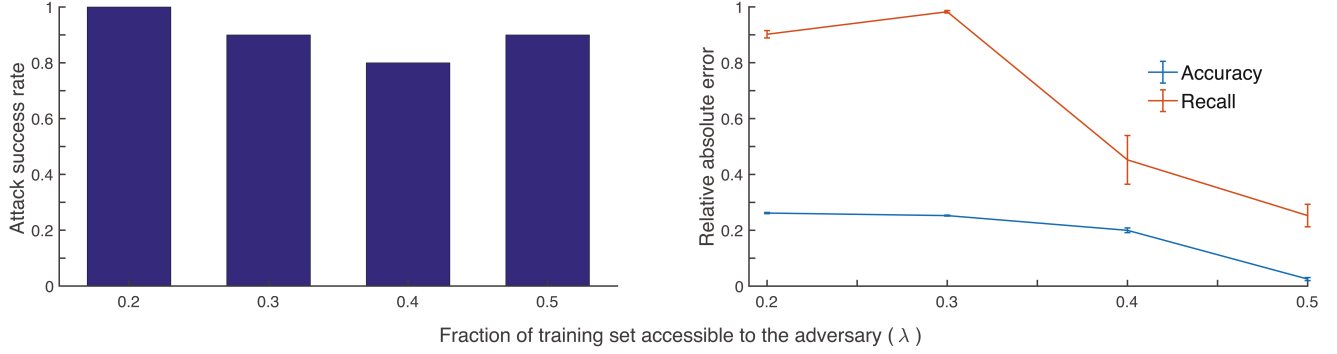 Attack success rate
1
0.8
0.6
0.4
0.2
0
0.2 0.3 0.4 0.5
Relative absolute error
1
0.8
0.6
0.4
0.2
0
0.2 0.3 0.4 0.5
Accuracy
Recall
Fraction of training set accessible to the adversary ( λ )